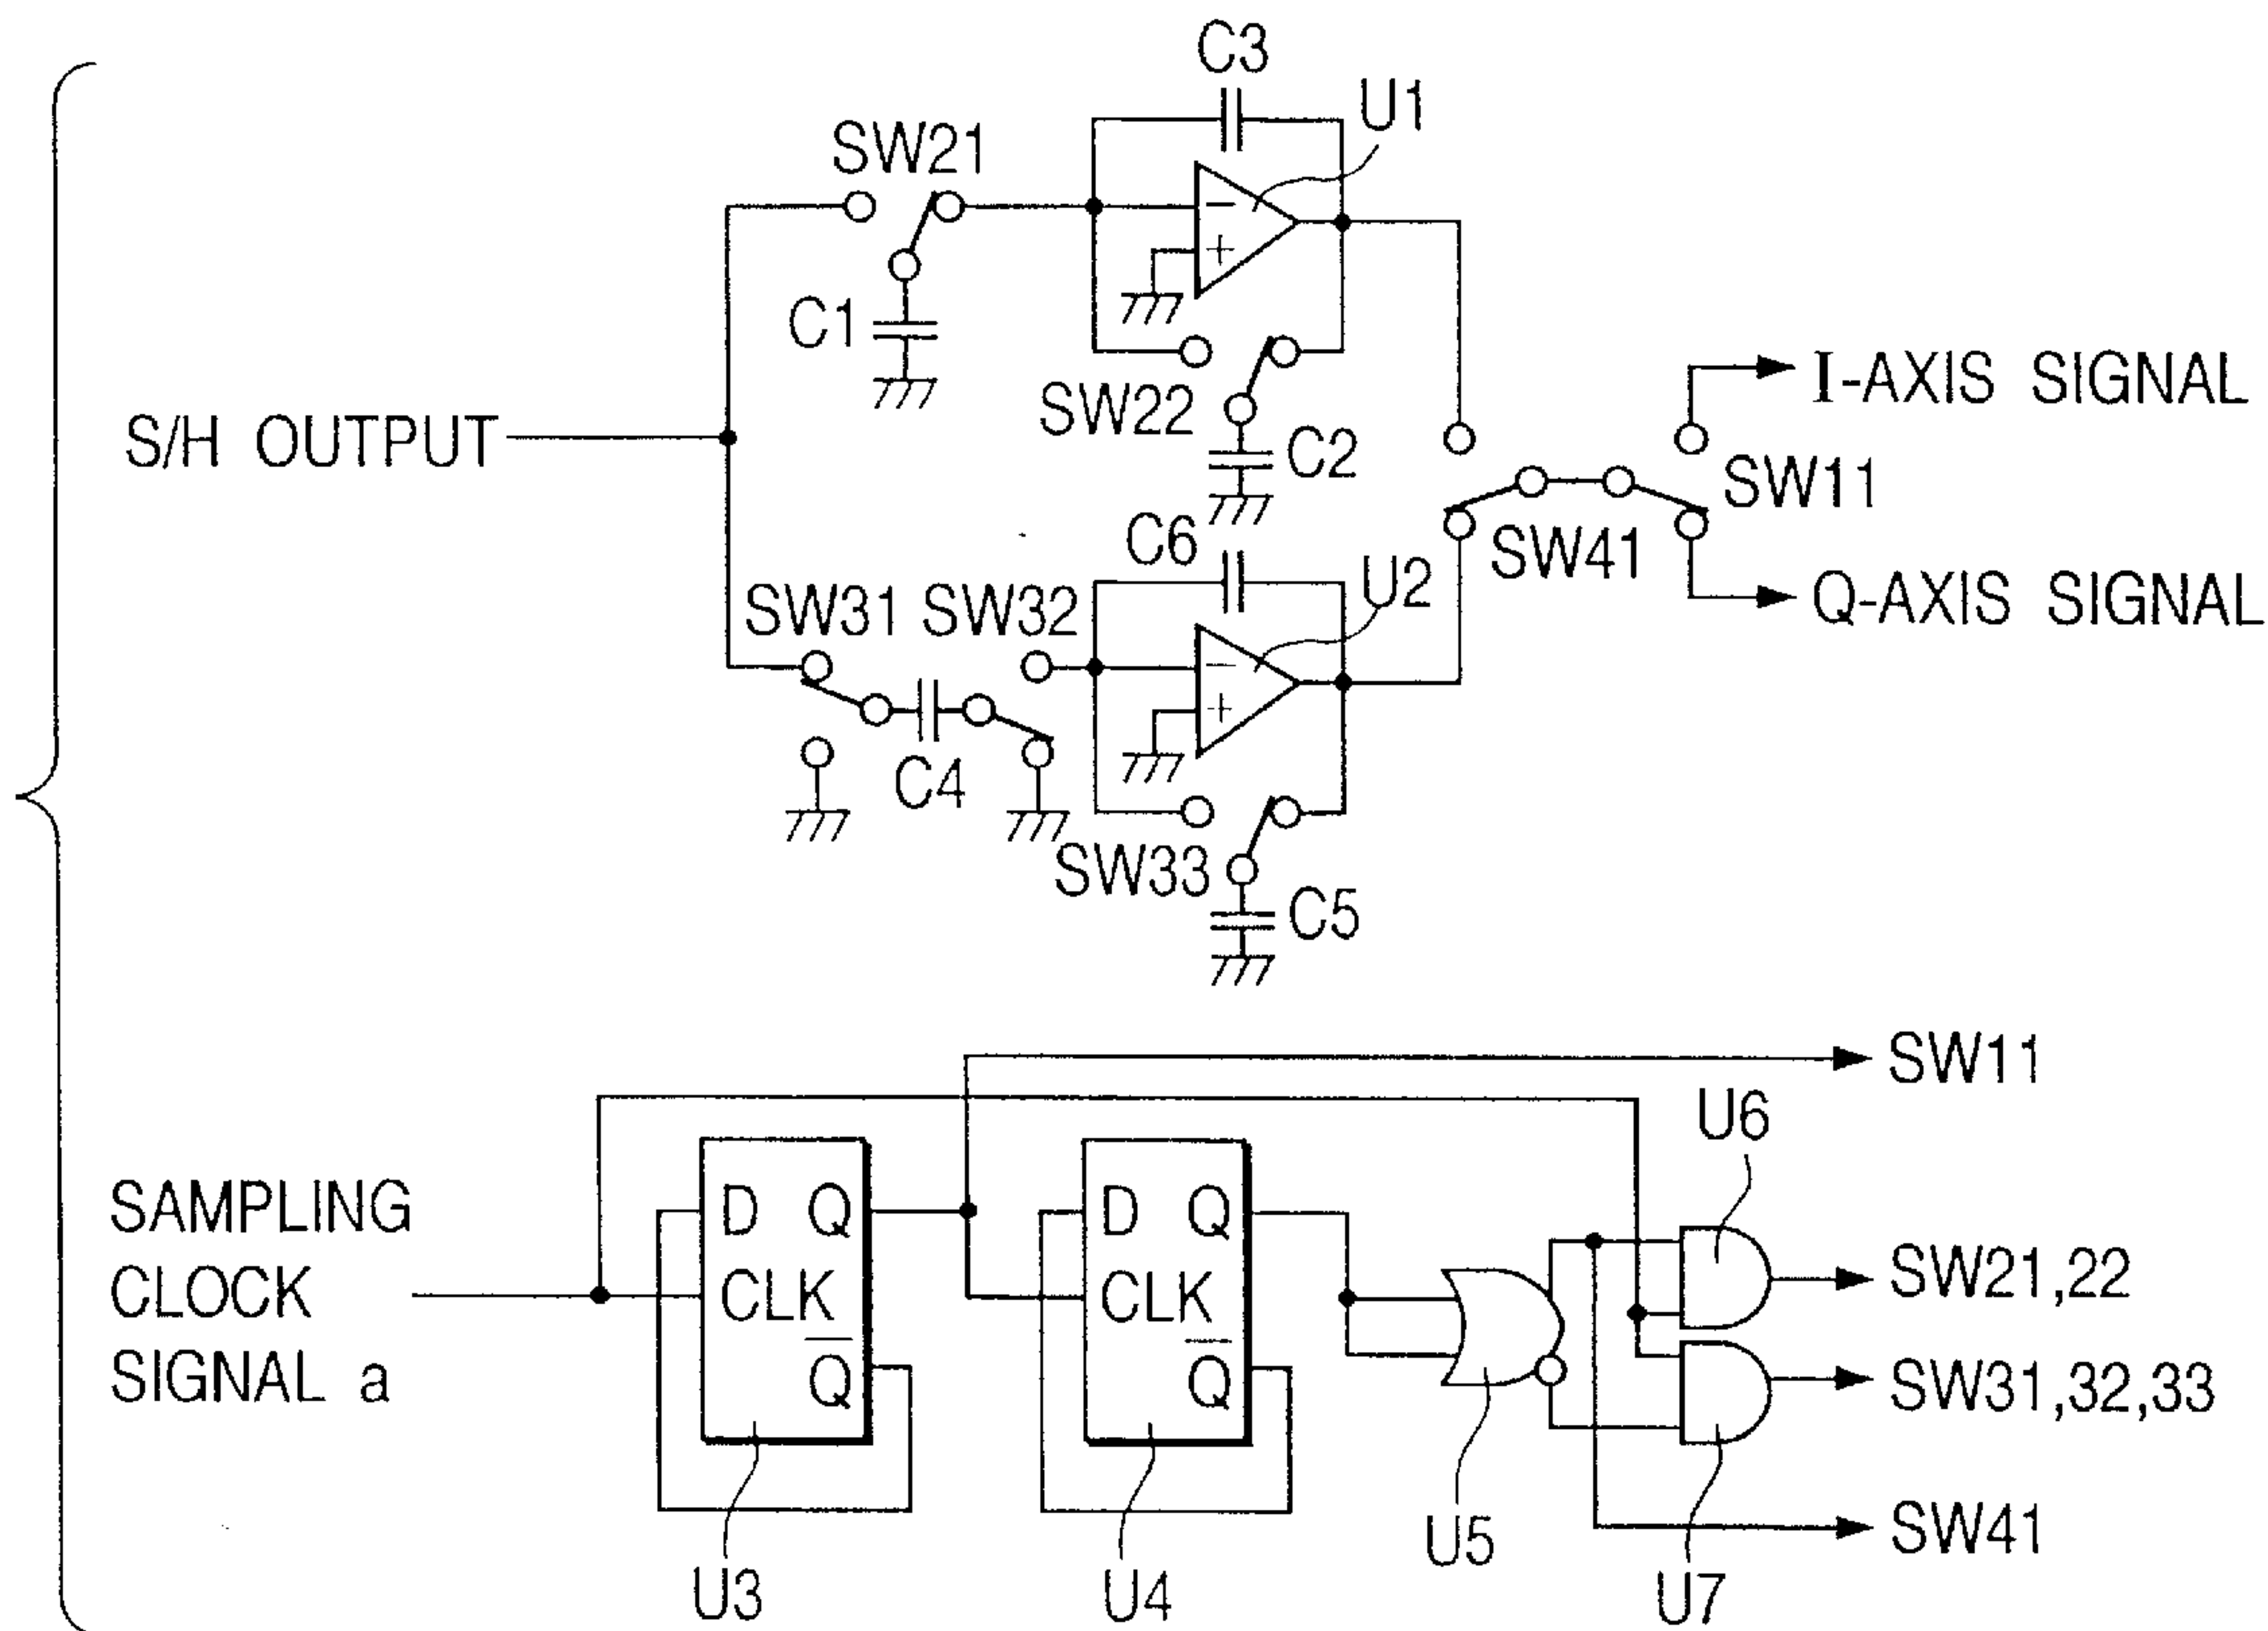 C3
U1
SW21
−
+
C1
SW22
C2
S/H OUTPUT
I-AXIS SIGNAL
SW11
SW41
Q-AXIS SIGNAL
C6
U2
SW31 SW32
−
+
C4
SW33
C5
SW11
U6
SAMPLING
CLOCK
SIGNAL a
D Q
CLK
Q̅
D Q
CLK
Q̅
SW21,22
SW31,32,33
SW41
U3
U4
U5
U7